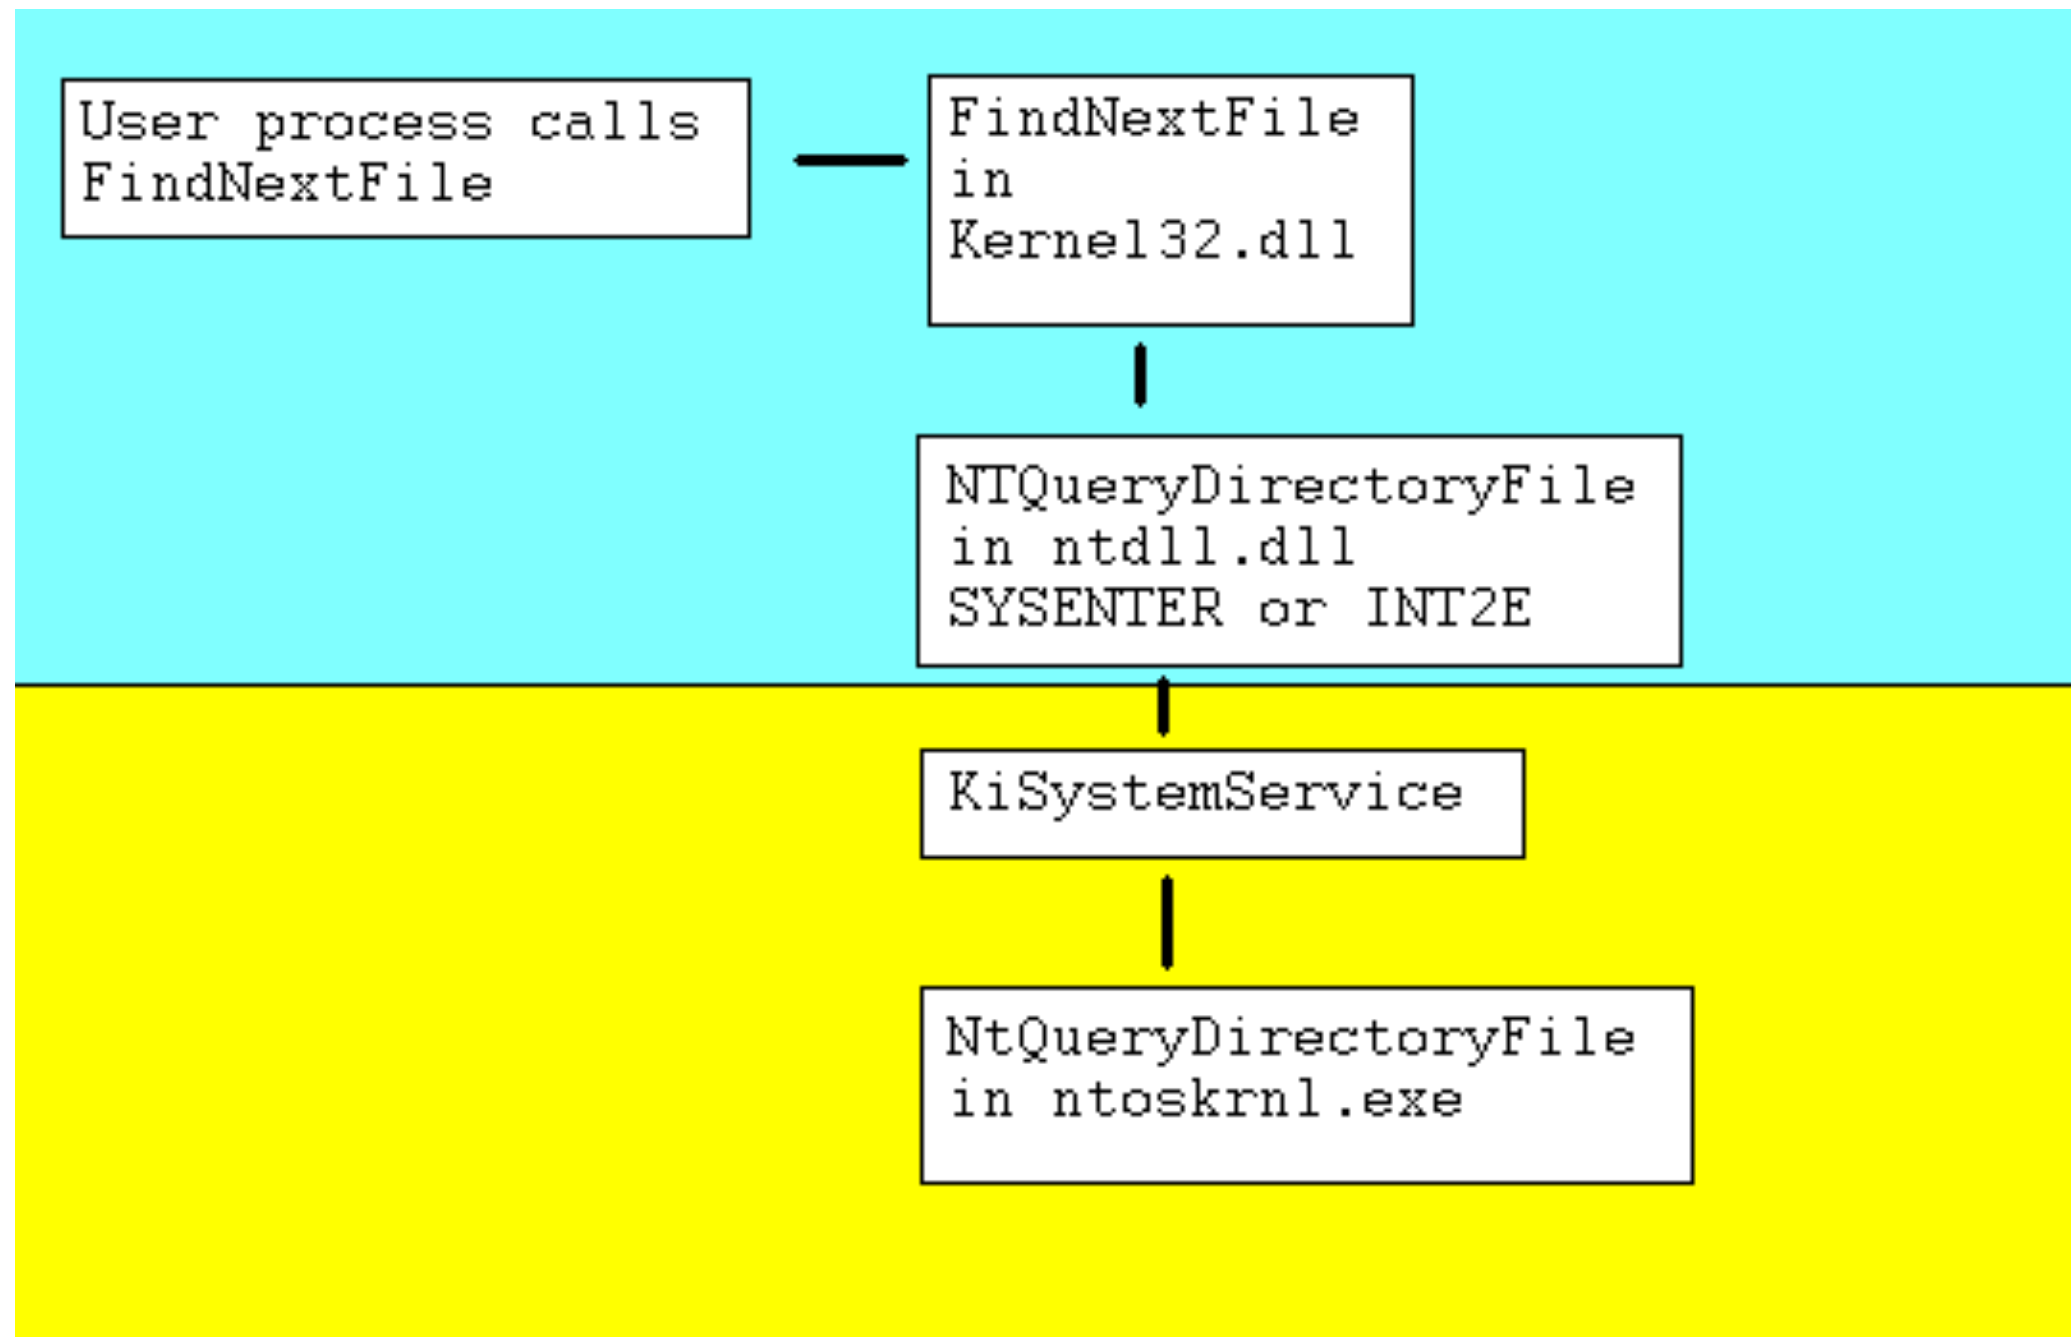 User process calls
FindNextFile
FindNextFile
in
Kernel32.dll
NTQueryDirectoryFile
in ntdll.dll
SYSENTER or INT2E
KiSystemService
NtQueryDirectoryFile
in ntoskrnl.exe